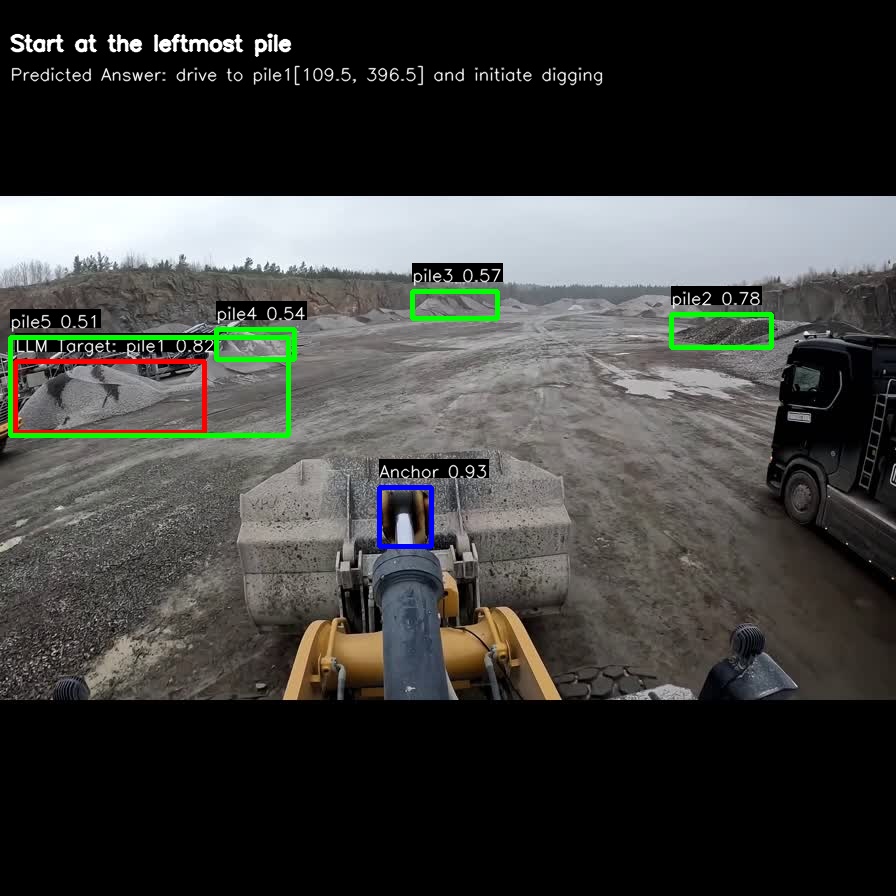 Start at the leftmost pile
Predicted Answer: drive to pile1[109.5, 396.5] and initiate digging
pile3 0.57
pile2 0.78
pile4 0.54
pile5 0.51
LLM Target: pile1 0.82
Anchor 0.93